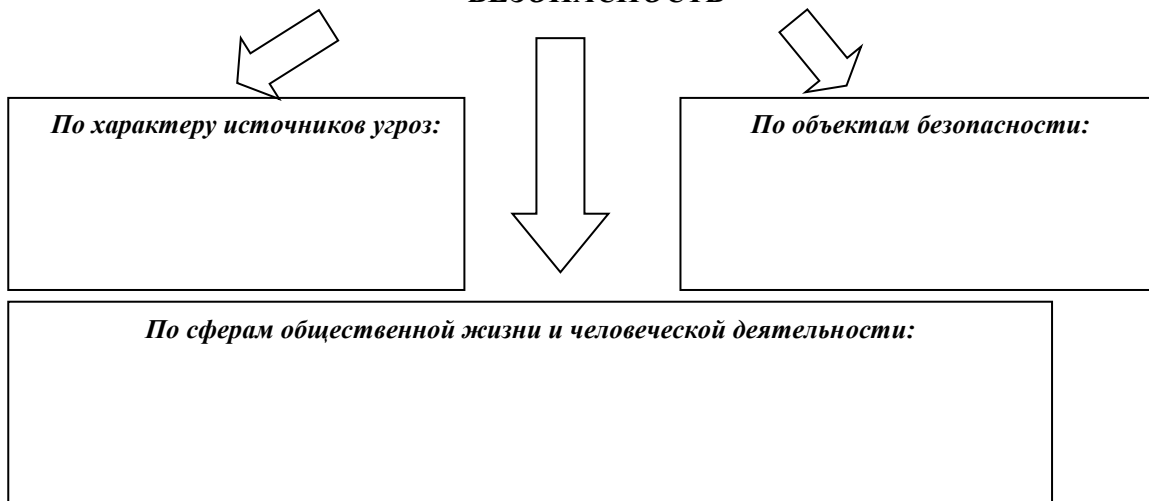 БЕЗОПАСНОСТЬ
По характеру источников угроз:
По объектам безопасности:
По сферам общественной жизни и человеческой деятельности: